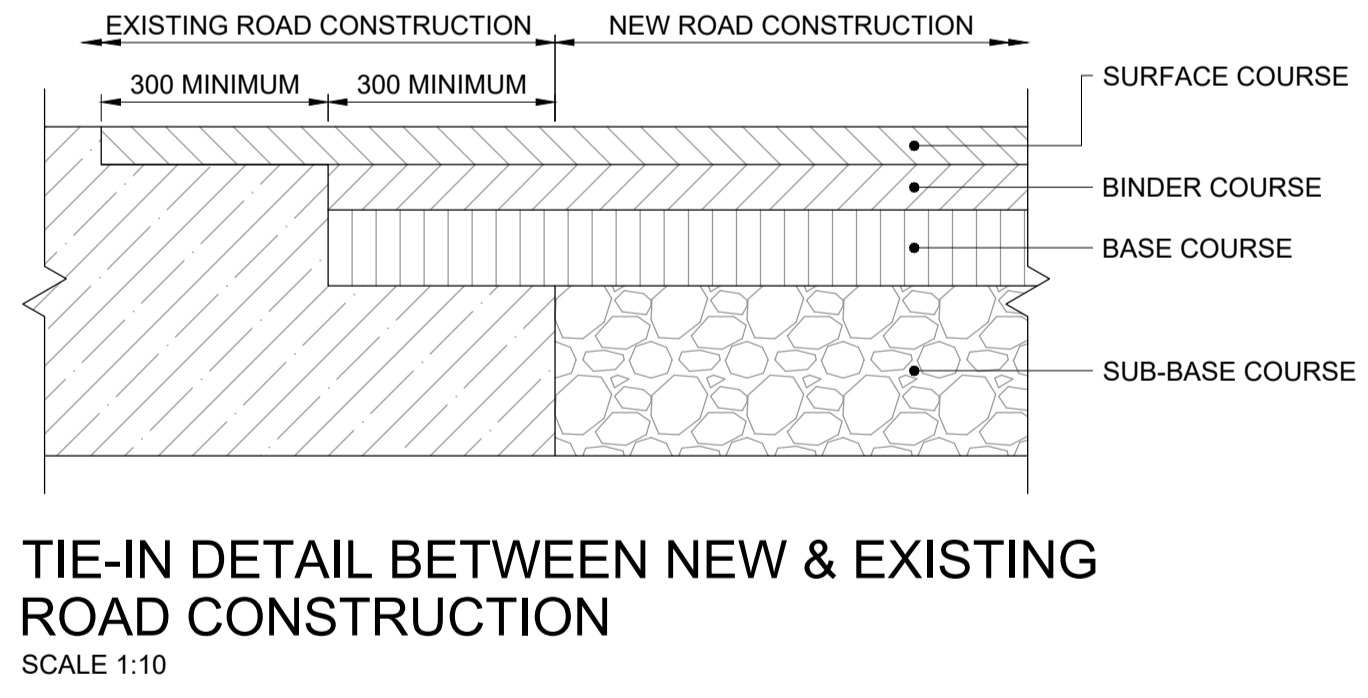 EXISTING ROAD CONSTRUCTION
NEW ROAD CONSTRUCTION
300 MINIMUM
300 MINIMUM
SURFACE COURSE
BINDER COURSE
BASE COURSE
SUB-BASE COURSE
TIE-IN DETAIL BETWEEN NEW & EXISTING
ROAD CONSTRUCTION
SCALE 1:10